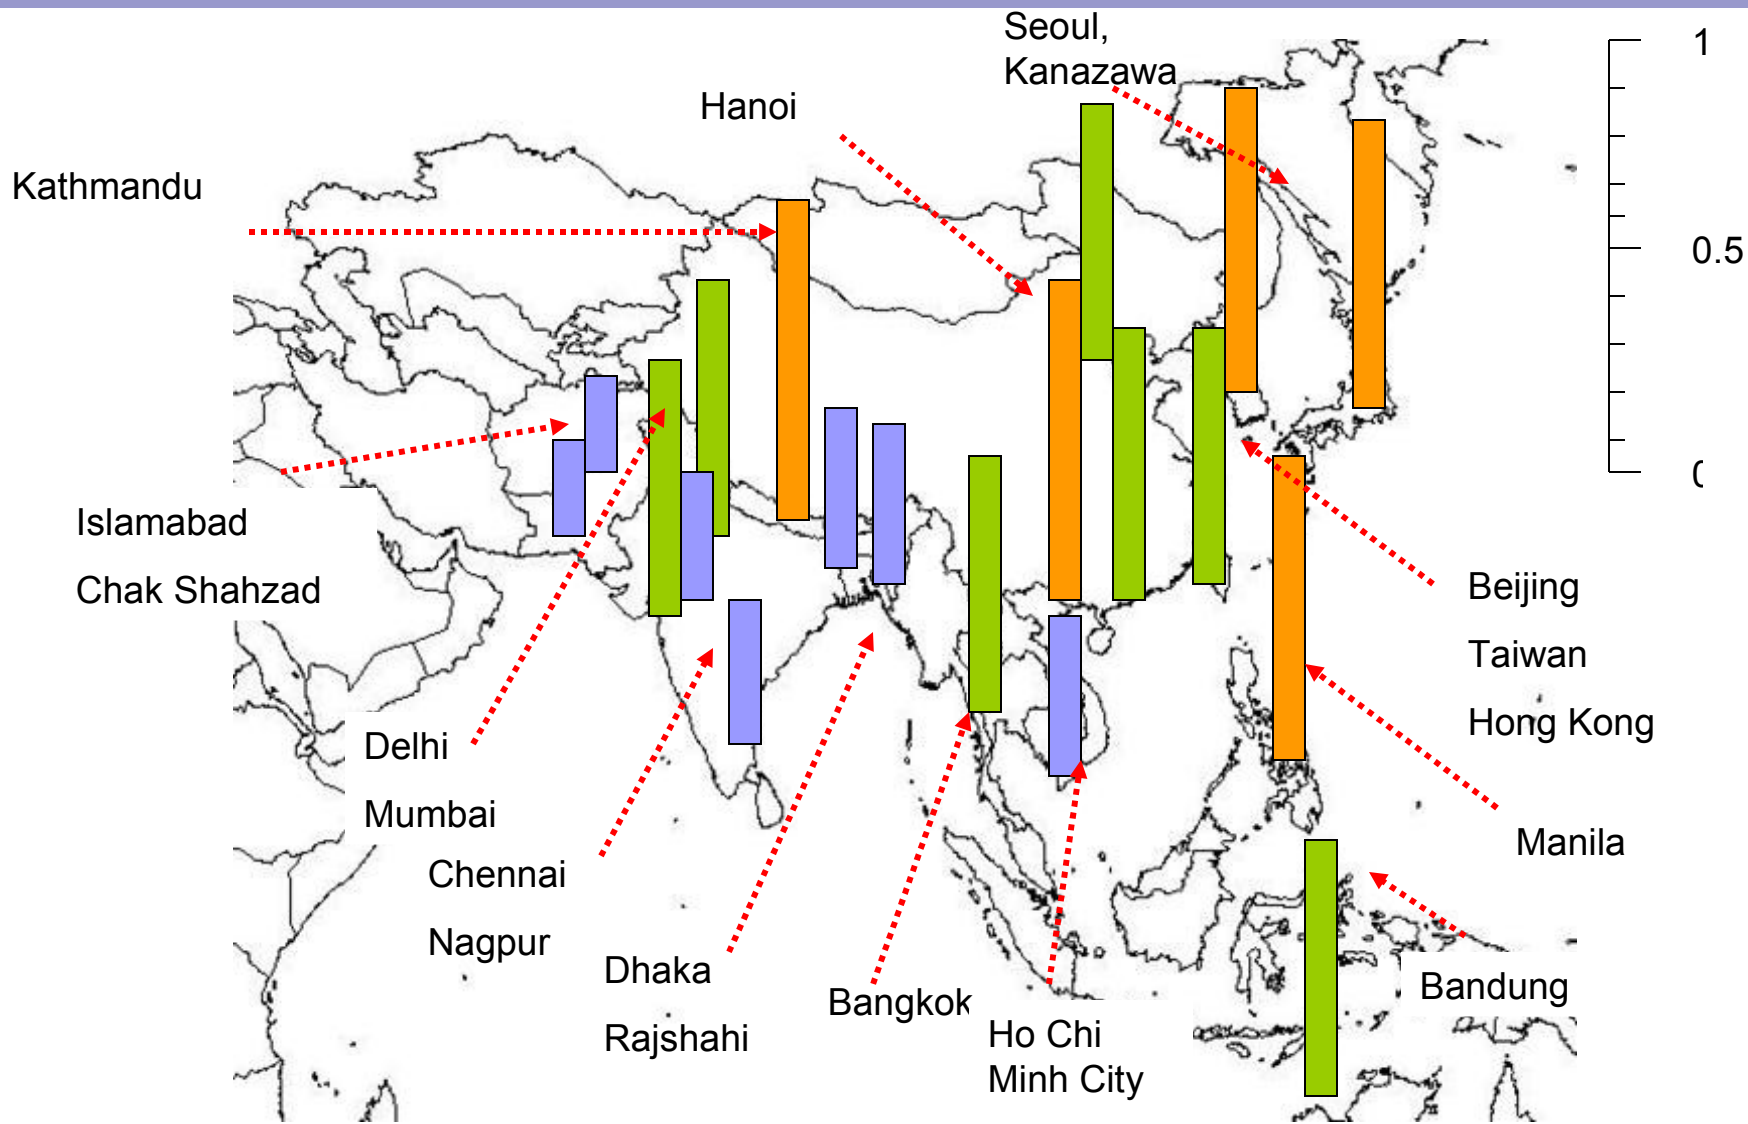 Seoul,
Kanazawa
1
Hanoi
Kathmandu
0.5
Islamabad
Chak Shahzad
Beijing
Taiwan
Hong Kong
Delhi
Mumbai
Manila
Chennai
Nagpur
Dhaka
Rajshahi
Bangkok
Bandung
Ho Chi
Minh City